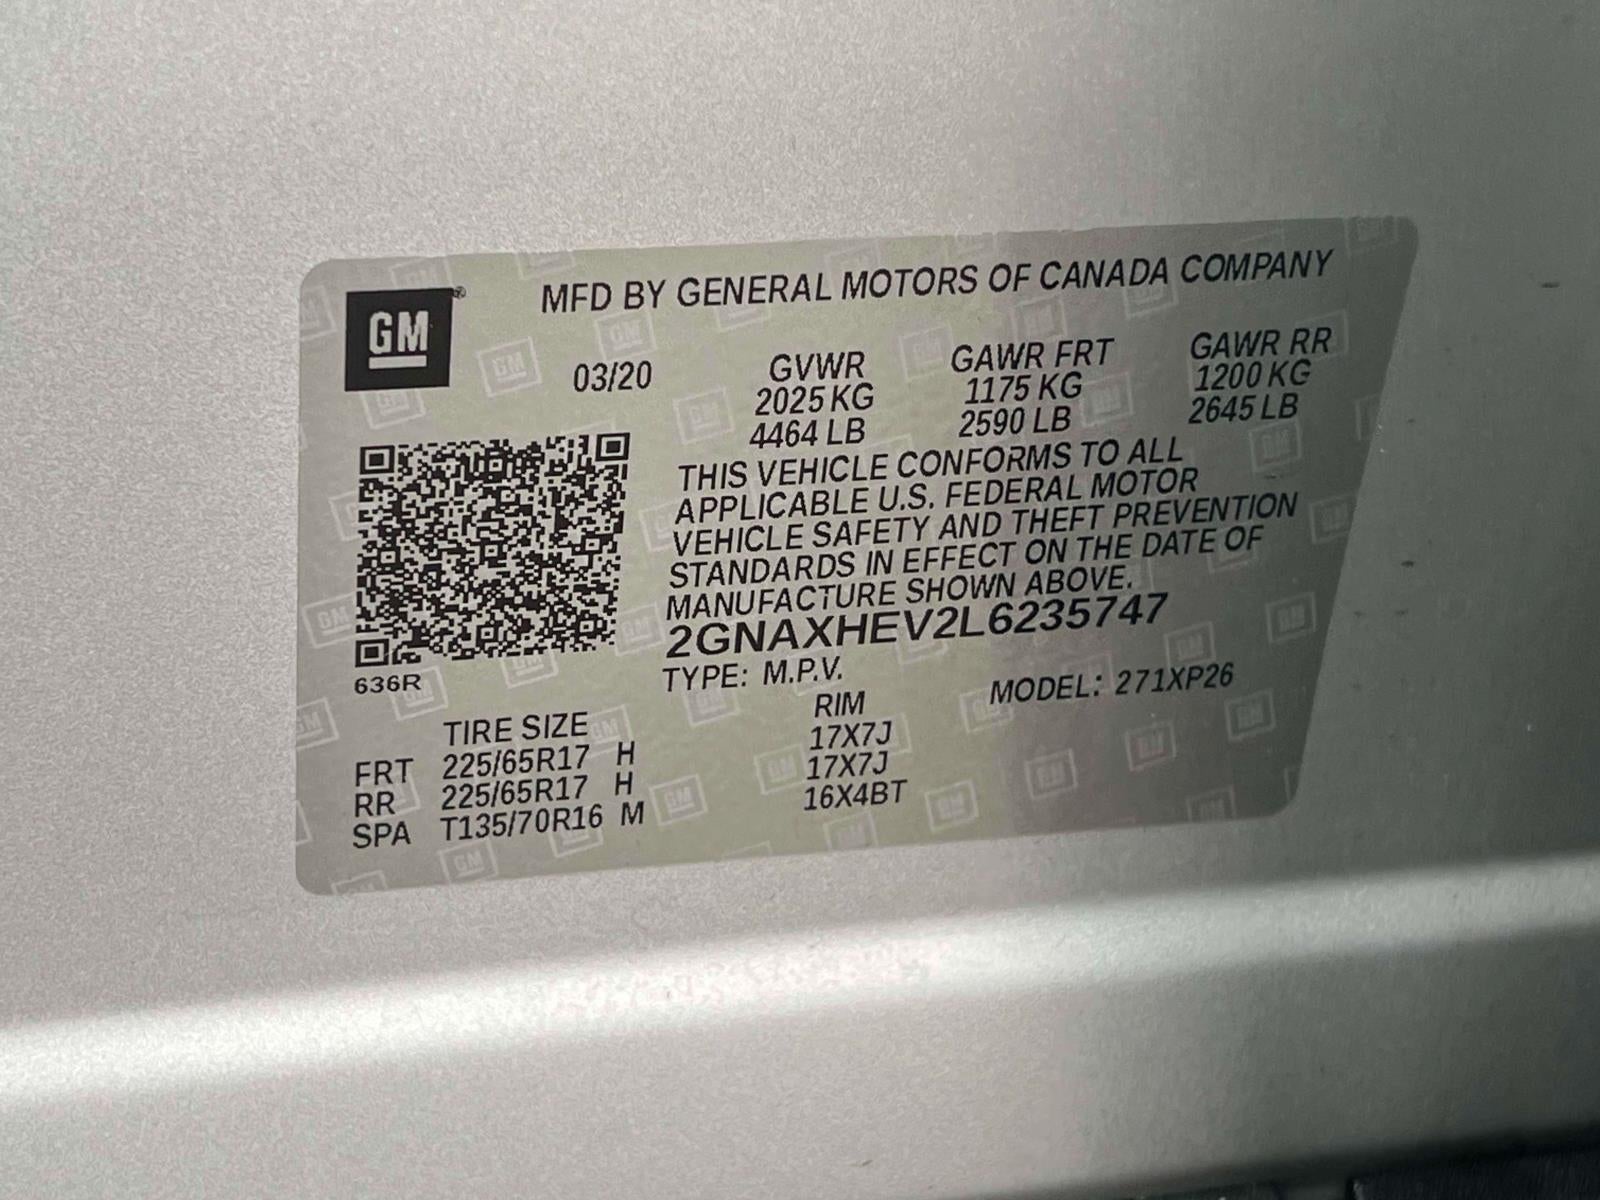 GM
MFD BY GENERAL MOTORS OF CANADA COMPANY
03/20 GVWR GAWR FRT GAWR RR
2025 KG 1175 KG 1200 KG
4464 LB 2590 LB 2645 LB
THIS VEHICLE CONFORMS TO ALL
APPLICABLE U.S. FEDERAL MOTOR
VEHICLE SAFETY AND THEFT PREVENTION
STANDARDS IN EFFECT ON THE DATE OF
MANUFACTURE SHOWN ABOVE.
2GNAXHEV2L6235747
636R
TYPE: M.P.V. MODEL: 271XP26
TIRE SIZE RIM
FRT 225/65R17 H 17X7J
RR 225/65R17 H 17X7J
SPA T135/70R16 M 16X4BT